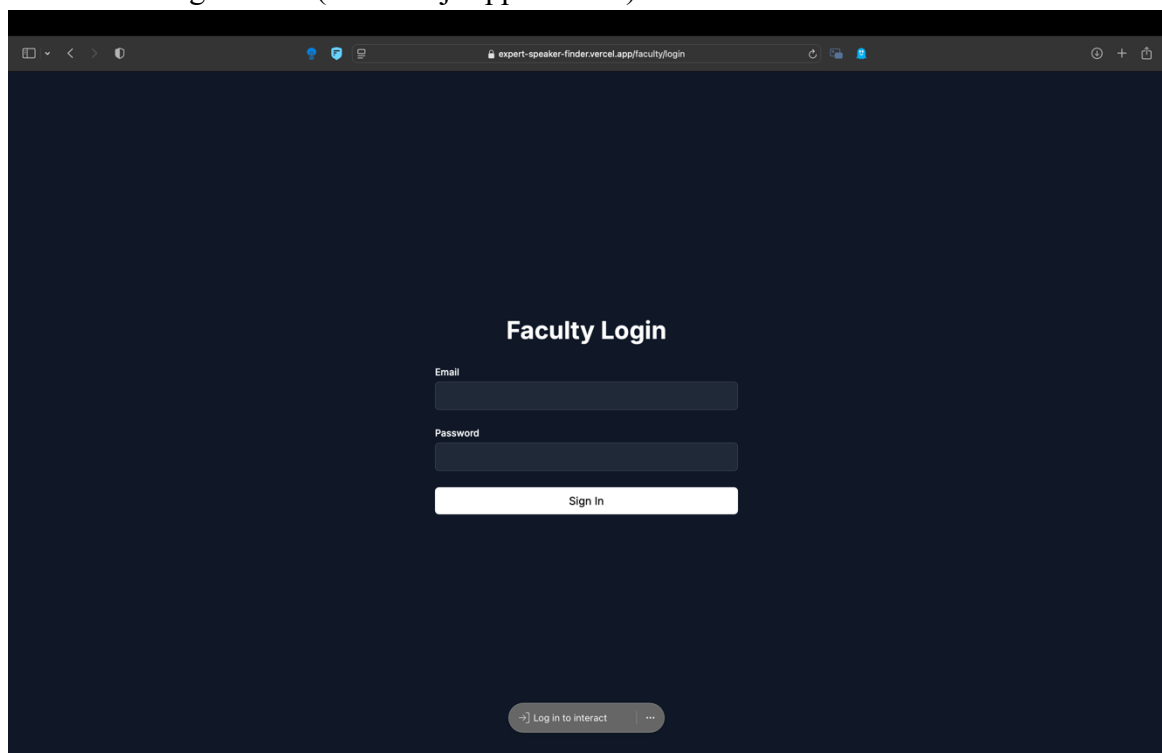 expert-speaker-finder.vercel.app/faculty/login
Faculty Login
Email
Password
Sign In
Log in to interact